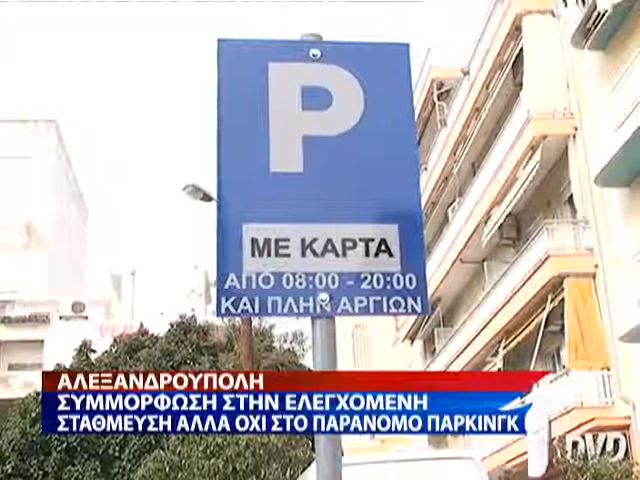 P
ΜΕ ΚΑΡΤΑ
ΑΠΟ 08:00 - 20:00
ΚΑΙ ΠΛΗΝ ΑΡΓΙΩΝ
ΑΛΕΞΑΝΔΡΟΥΠΟΛΗ
ΣΥΜΜΟΡΦΩΣΗ ΣΤΗΝ ΕΛΕΓΧΟΜΕΝΗ
ΣΤΑΘΜΕΥΣΗ ΑΛΛΑ ΟΧΙ ΣΤΟ ΠΑΡΑΝΟΜΟ ΠΑΡΚΙΝΓΚ
DVD